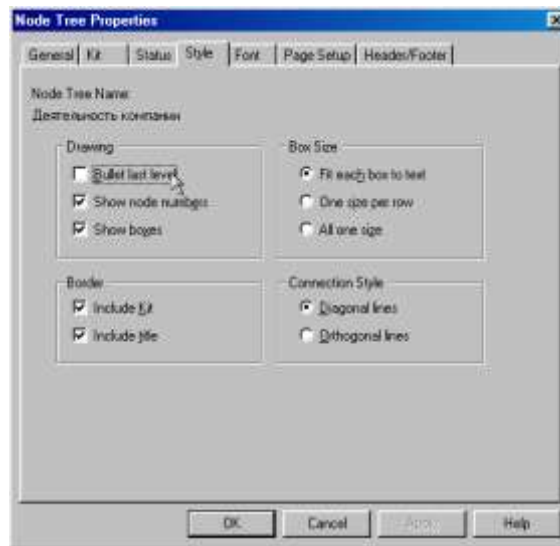 Node Tree Properties
General Kit Status Style Font Page Setup Header/Footer
Node Tree Name:
Деятельность компании
Drawing
Bullet last level
Show node numbers
Show boxes
Box Size
Fit each box to text
One size per row
All one size
Border
Include Kit
Include title
Connection Style
Diagonal lines
Orthogonal lines
OK Cancel Apply Help